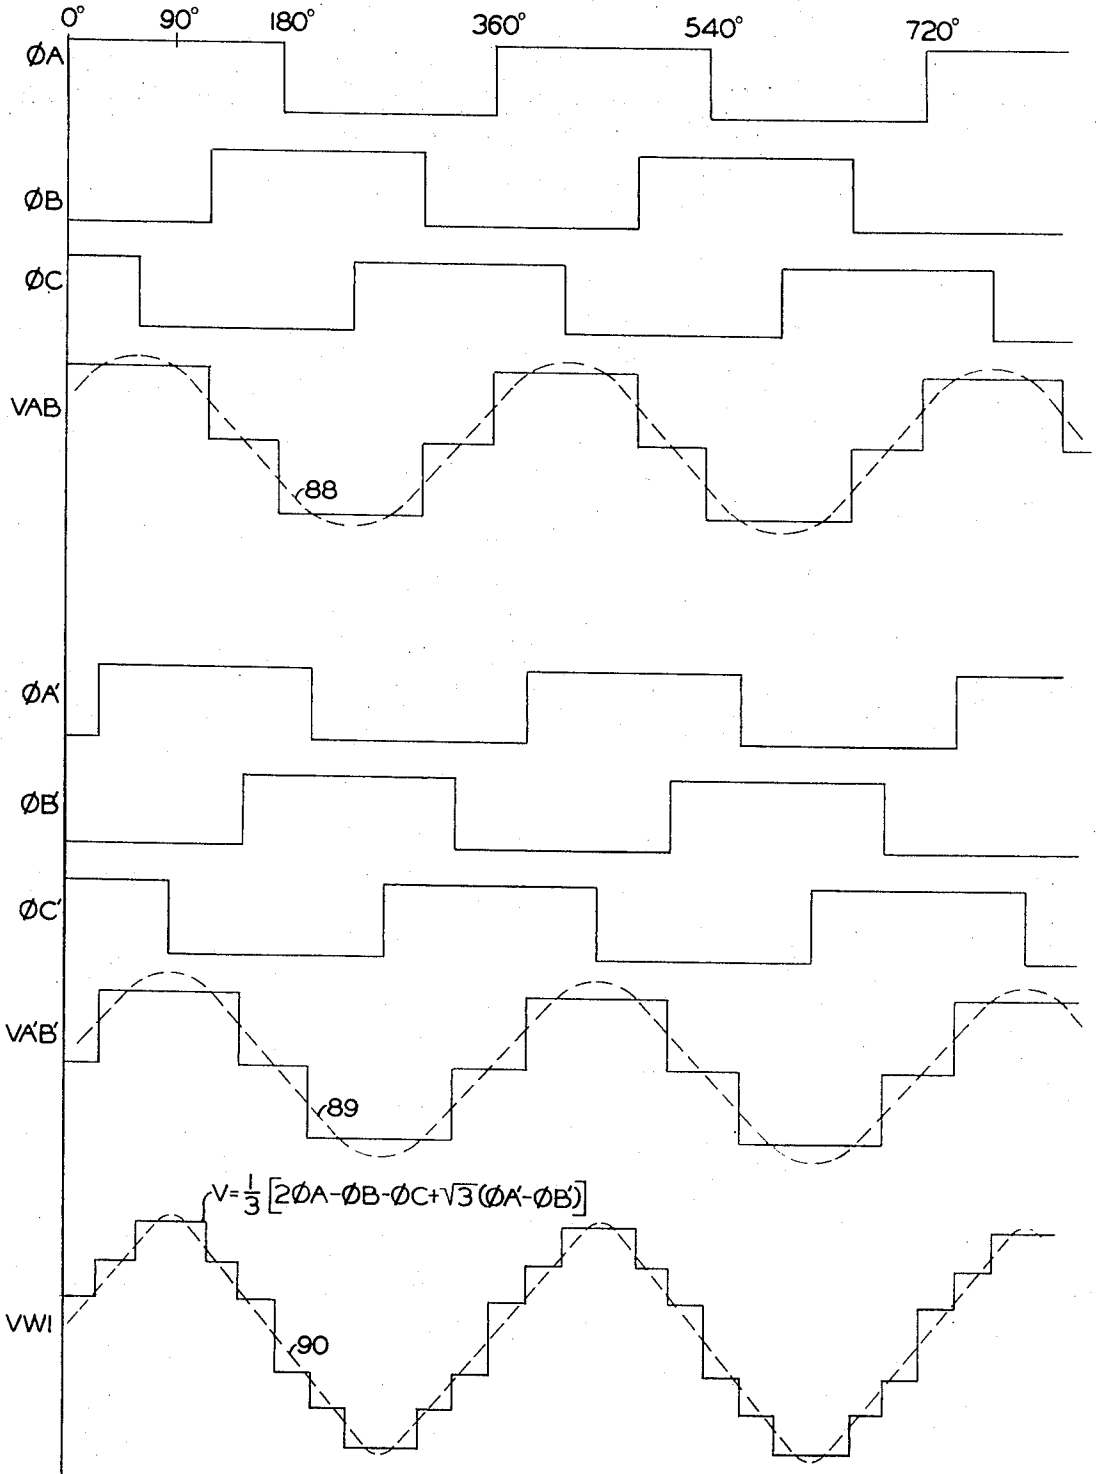 0° 90° 180° 360° 540° 720°
ØA
ØB
ØC
VAB
88
ØA'
ØB'
ØC'
VA'B'
89
V=1/3[2ØA-ØB-ØC+√3(ØA'-ØB')]
VWI
90